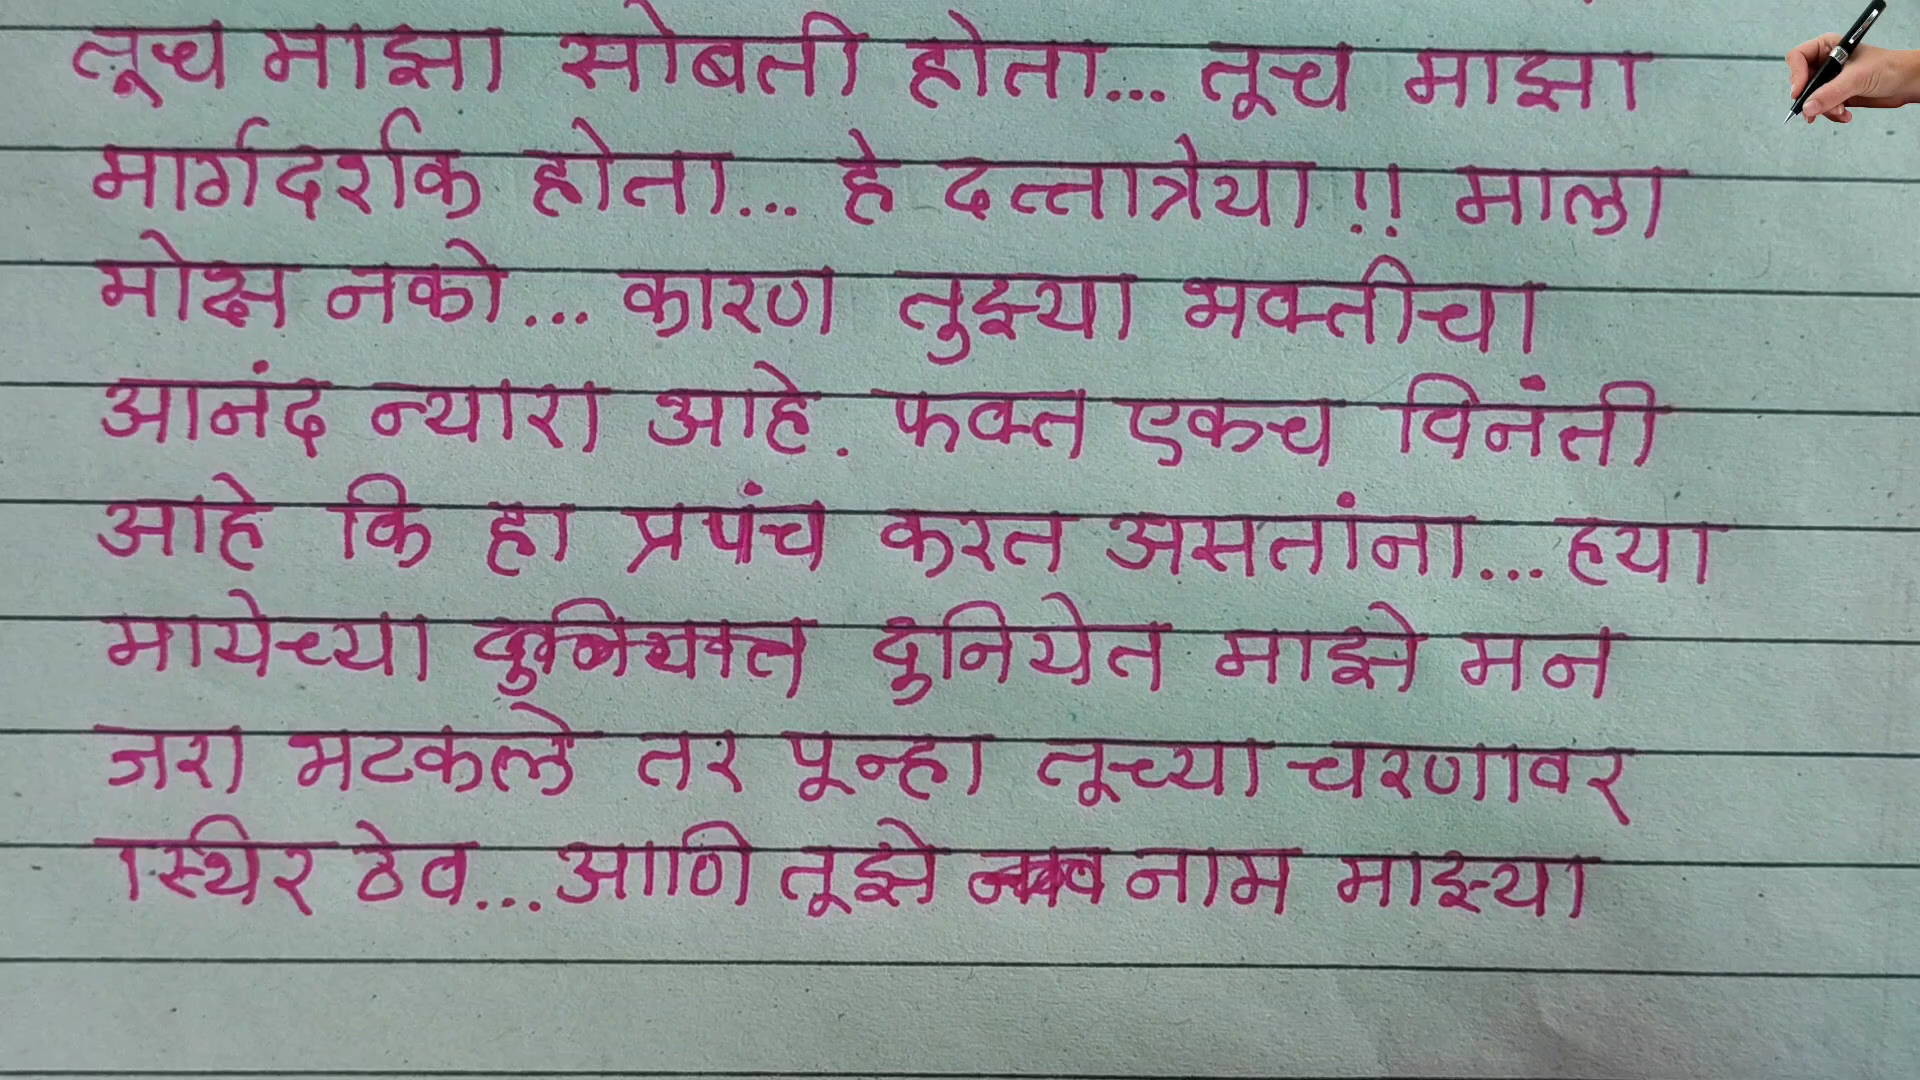 तूच माझा सोबती होता... तूच माझा
मार्गदर्शक होता... हे दत्तात्रेया !! माला
मोक्ष नको... कारण तुझ्या भक्तीचा
आनंद न्यारा आहे. फक्त एकच विनंती
आहे कि हा प्रपंच करत असतांना... हया
मायेच्या दुनियेत माझे मन
जरा भटकले तर पून्हा तूच्या चरणावर
स्थिर ठेव... आणि तूझे नाम माझ्या